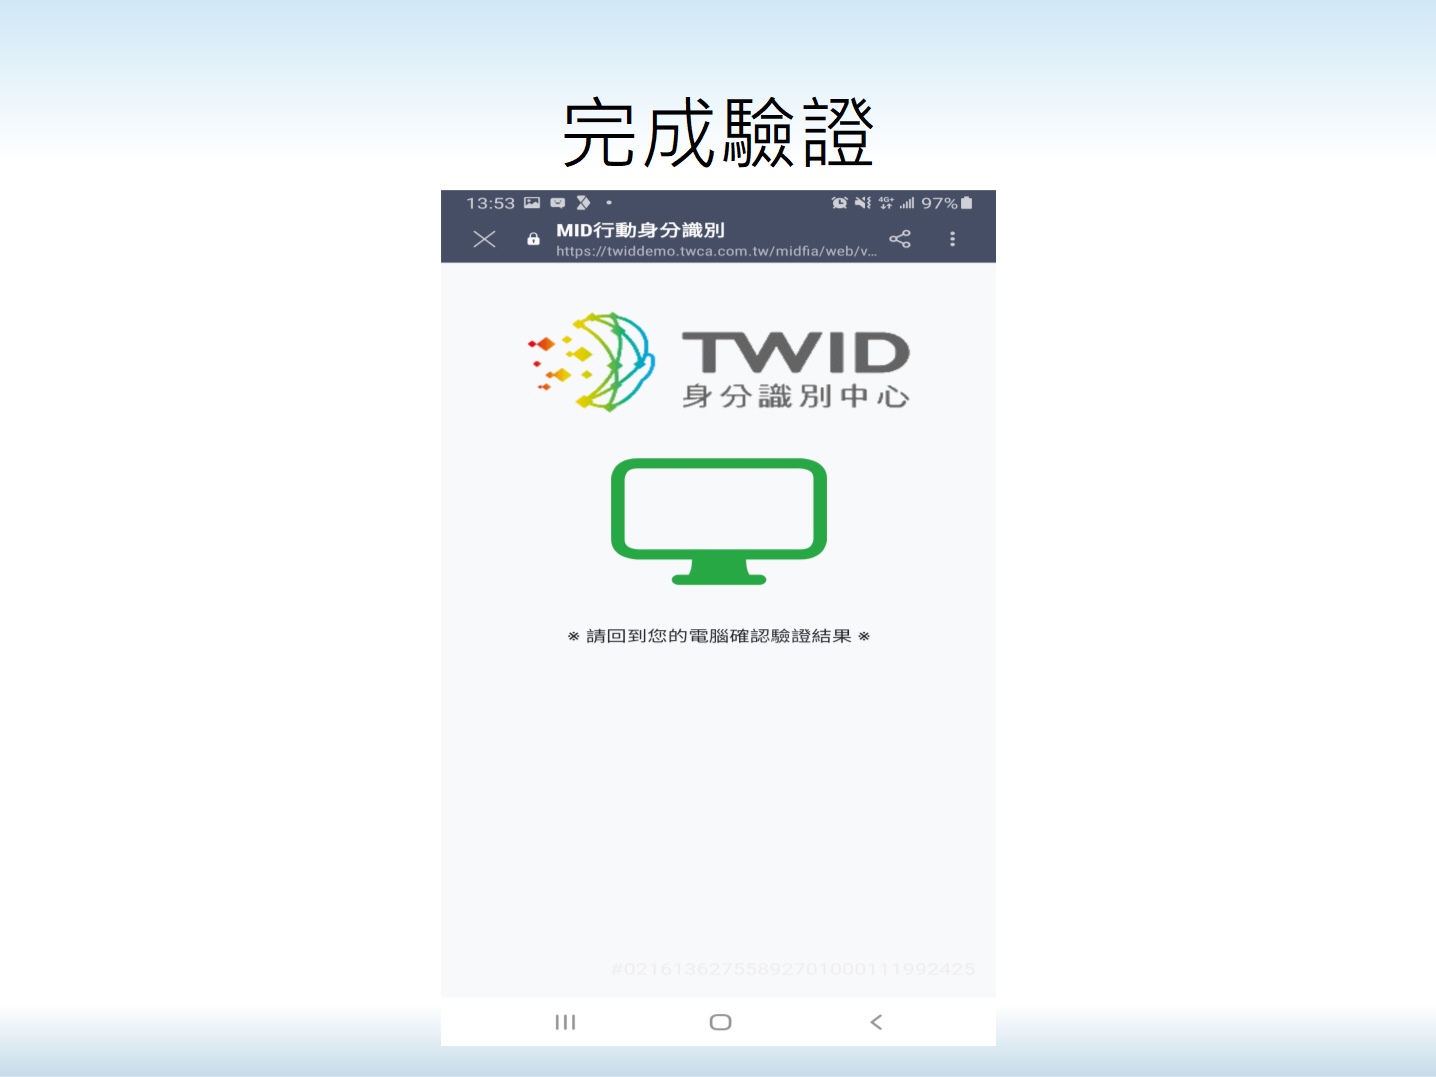 完成驗證
13:53
4G+
97%
MID行動身分識別
https://twiddemo.twca.com.tw/midfia/web/v...
TWID
身分識別中心
※ 請回到您的電腦確認驗證結果 ※
#02161362755892701000111992425